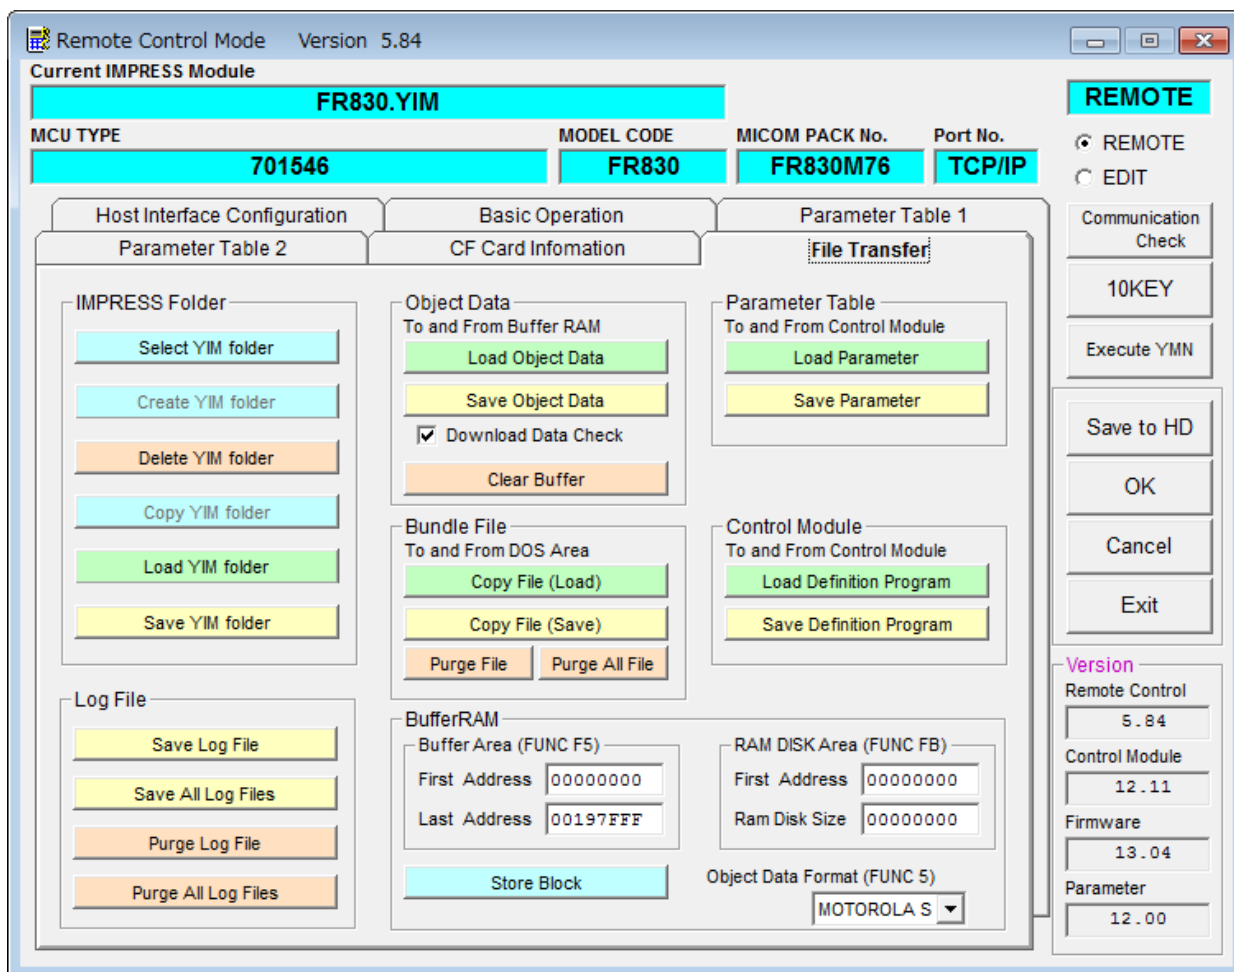 Remote Control Mode Version 5.84
Current IMPRESS Module
FR830.YIM
REMOTE
MCU TYPE MODEL CODE MICOM PACK No. Port No.
701546 FR830 FR830M76 TCP/IP
REMOTE
EDIT
Host Interface Configuration Basic Operation Parameter Table 1
Parameter Table 2 CF Card Infomation File Transfer
Communication
Check
10KEY
Execute YMN
Save to HD
OK
Cancel
Exit
IMPRESS Folder
Select YIM folder
Create YIM folder
Delete YIM folder
Copy YIM folder
Load YIM folder
Save YIM folder
Log File
Save Log File
Save All Log Files
Purge Log File
Purge All Log Files
Object Data
To and From Buffer RAM
Load Object Data
Save Object Data
Download Data Check
Clear Buffer
Bundle File
To and From DOS Area
Copy File (Load)
Copy File (Save)
Purge File Purge All File
Parameter Table
To and From Control Module
Load Parameter
Save Parameter
Control Module
To and From Control Module
Load Definition Program
Save Definition Program
BufferRAM
Buffer Area (FUNC F5)
First Address 00000000
Last Address 00197FFF
Store Block
RAM DISK Area (FUNC FB)
First Address 00000000
Ram Disk Size 00000000
Object Data Format (FUNC 5)
MOTOROLA S
Version
Remote Control
5.84
Control Module
12.11
Firmware
13.04
Parameter
12.00